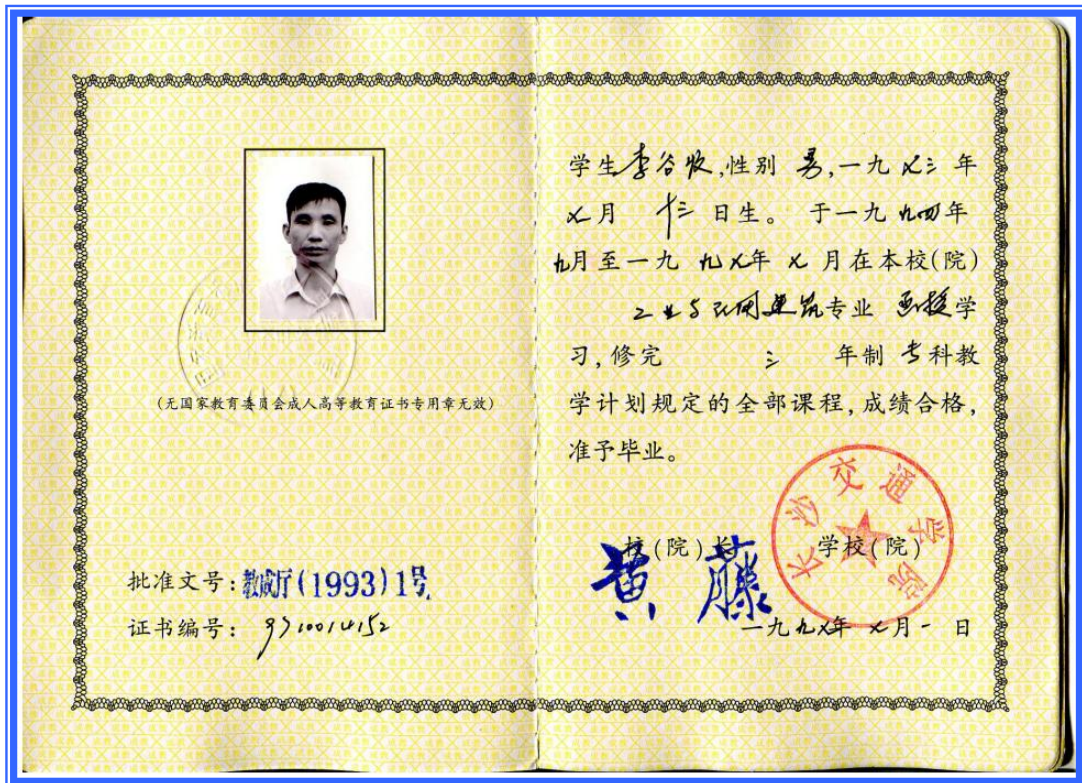 (无国家教育委员会成人高等教育证书专用章无效)
批准文号:教成厅(1993)1号
证书编号: 9710014152
学生李谷牧,性别 男,一九七三 年
七月 十三 日生。 于一九 九四年
九月至一九 九七年 七 月在本校(院)
工业与民用建筑专业 函授学
习,修完 三 年制 专科教
学计划规定的全部课程,成绩合格,
准予毕业。
校(院)长 学校(院)
黄藤
长沙交通学院
一九九七年 七月一 日